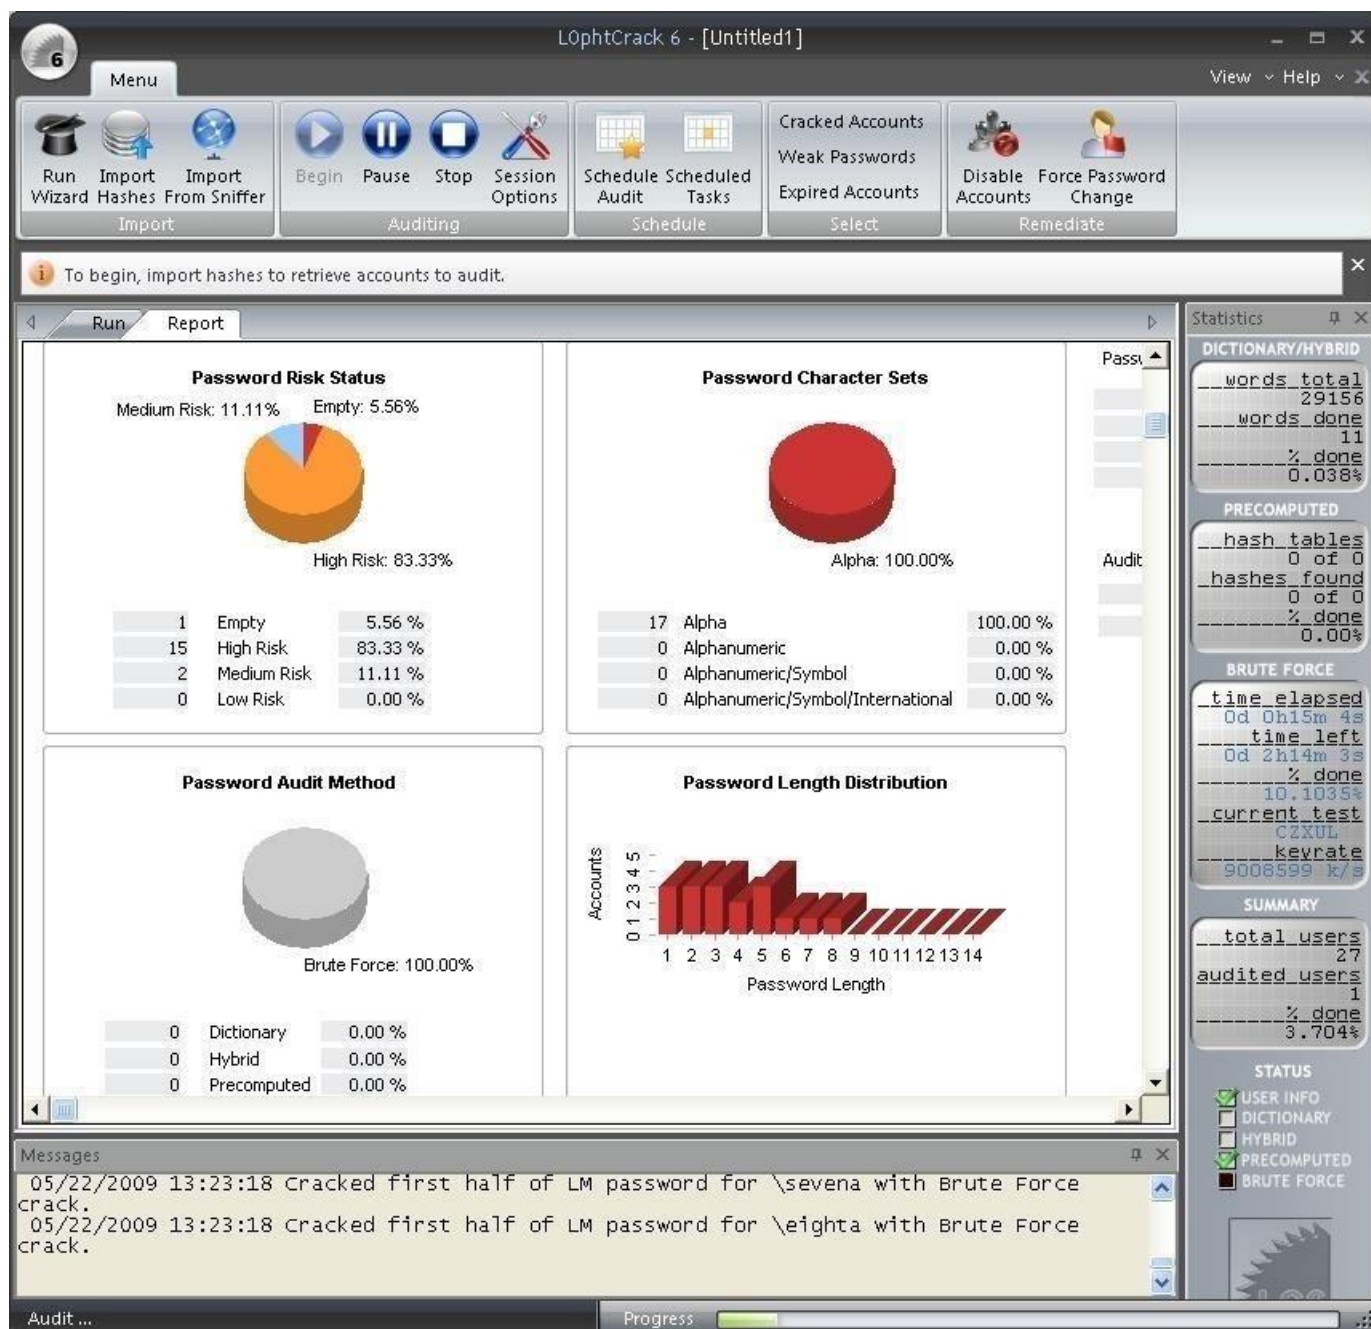 L0phtCrack 6 - [Untitled1]
6
Menu
View Help
Run Wizard
Import Hashes
Import From Sniffer
Begin
Pause
Stop
Session Options
Schedule Audit
Scheduled Tasks
Cracked Accounts
Weak Passwords
Expired Accounts
Disable Accounts
Force Password Change
Import
Auditing
Schedule
Select
Remediate
To begin, import hashes to retrieve accounts to audit.
Run
Report
Password Risk Status
Medium Risk: 11.11%
Empty: 5.56%
High Risk: 83.33%
1 Empty 5.56 %
15 High Risk 83.33 %
2 Medium Risk 11.11 %
0 Low Risk 0.00 %
Password Character Sets
Alpha: 100.00%
17 Alpha 100.00 %
0 Alphanumeric 0.00 %
0 Alphanumeric/Symbol 0.00 %
0 Alphanumeric/Symbol/International 0.00 %
Audit
Password Audit Method
Brute Force: 100.00%
0 Dictionary 0.00 %
0 Hybrid 0.00 %
0 Precomputed 0.00 %
Password Length Distribution
Accounts
0 1 2 3 4 5
1 2 3 4 5 6 7 8 9 10 11 12 13 14
Password Length
Statistics
DICTIONARY/HYBRID
words total
29156
words done
11
% done
0.038%
PRECOMPUTED
hash tables
0 of 0
hashes found
0 of 0
% done
0.00%
BRUTE FORCE
time elapsed
0d 0h15m 4s
time left
0d 2h14m 3s
% done
10.1035%
current test
CZXUL
keyrate
9008599 k/s
SUMMARY
total users
27
audited users
1
% done
3.704%
STATUS
USER INFO
DICTIONARY
HYBRID
PRECOMPUTED
BRUTE FORCE
Messages
05/22/2009 13:23:18 Cracked first half of LM password for \sevena with Brute Force
crack.
05/22/2009 13:23:18 Cracked first half of LM password for \eighta with Brute Force
crack.
Audit ...
Progress